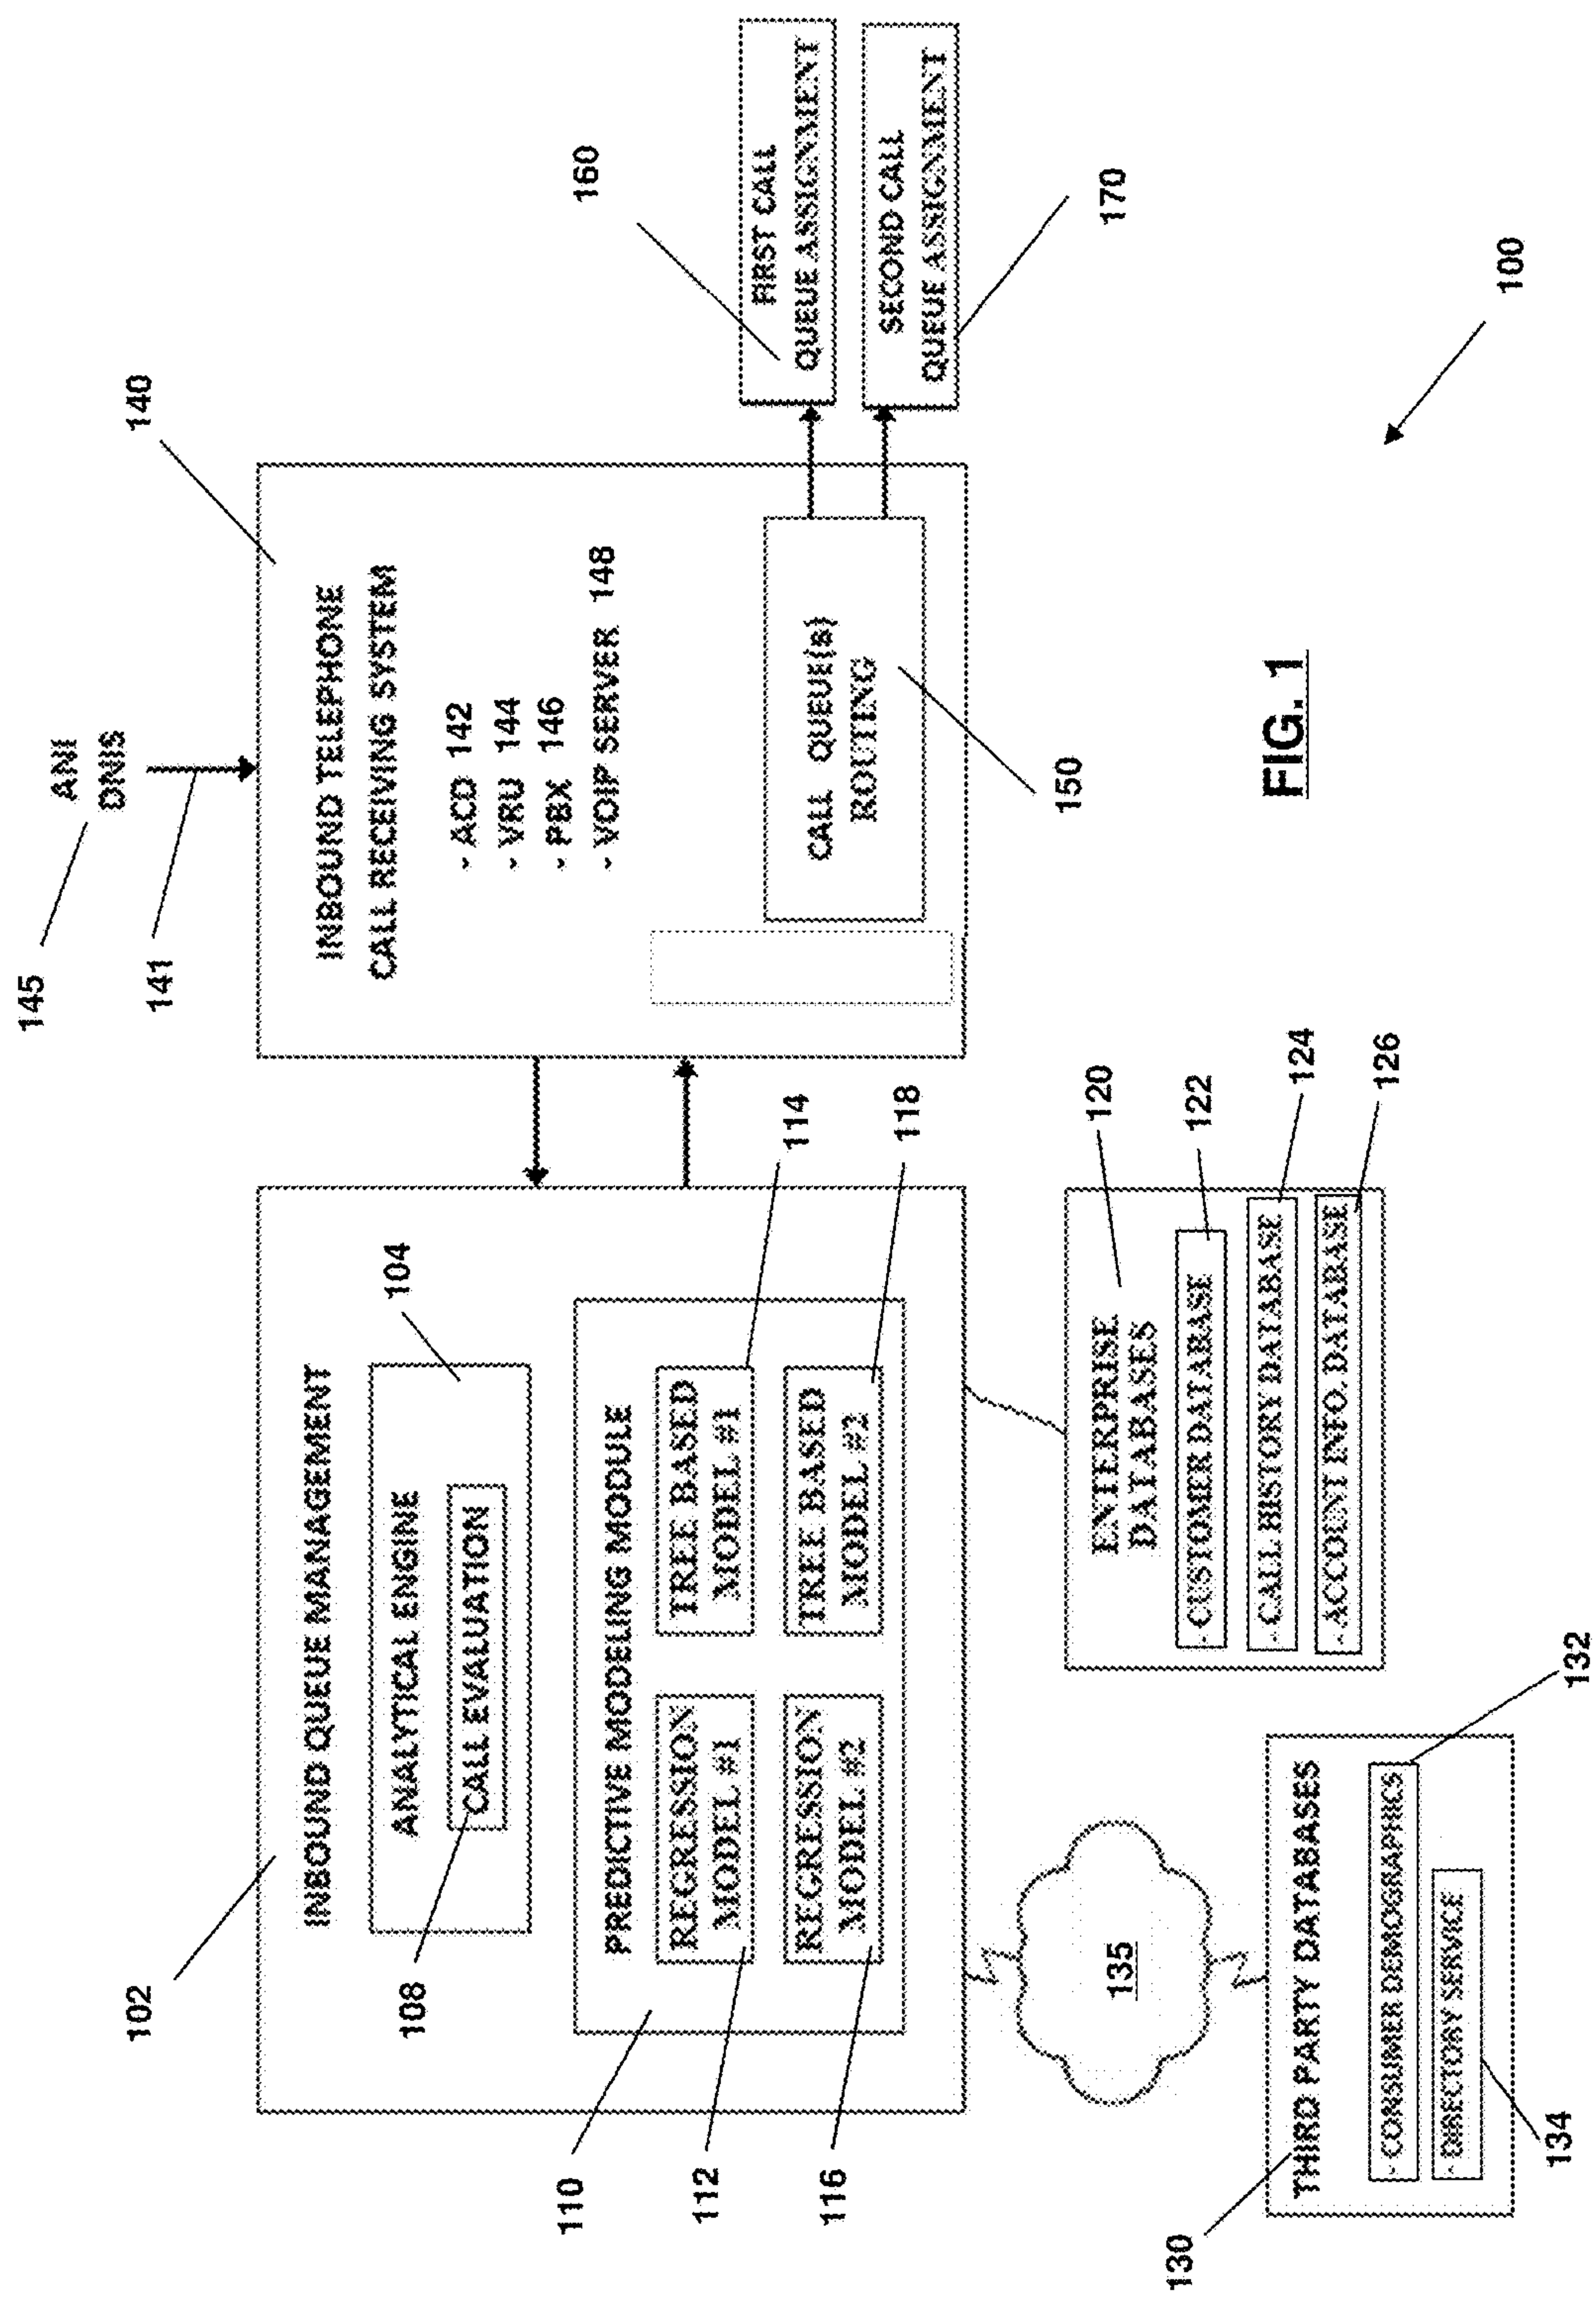 145
ANI
DNIS
141
140
INBOUND TELEPHONE
CALL RECEIVING SYSTEM
- ACD 142
- VRU 144
- PBX 146
- VOIP SERVER 148
CALL QUEUE(s)
ROUTING
150
160
FIRST CALL
QUEUE ASSIGNMENT
SECOND CALL
QUEUE ASSIGNMENT
170
102
INBOUND QUEUE MANAGEMENT
104
ANALYTICAL ENGINE
CALL EVALUATION
108
110
PREDICTIVE MODELING MODULE
REGRESSION
MODEL #1
112
TREE BASED
MODEL #1
114
REGRESSION
MODEL #2
116
TREE BASED
MODEL #2
118
120
ENTERPRISE
DATABASES
- CUSTOMER DATABASE
122
- CALL HISTORY DATABASE
124
- ACCOUNT INFO. DATABASE
126
135
130
THIRD PARTY DATABASES
- CONSUMER DEMOGRAPHICS
132
- DIRECTORY SERVICE
134
FIG. 1
100